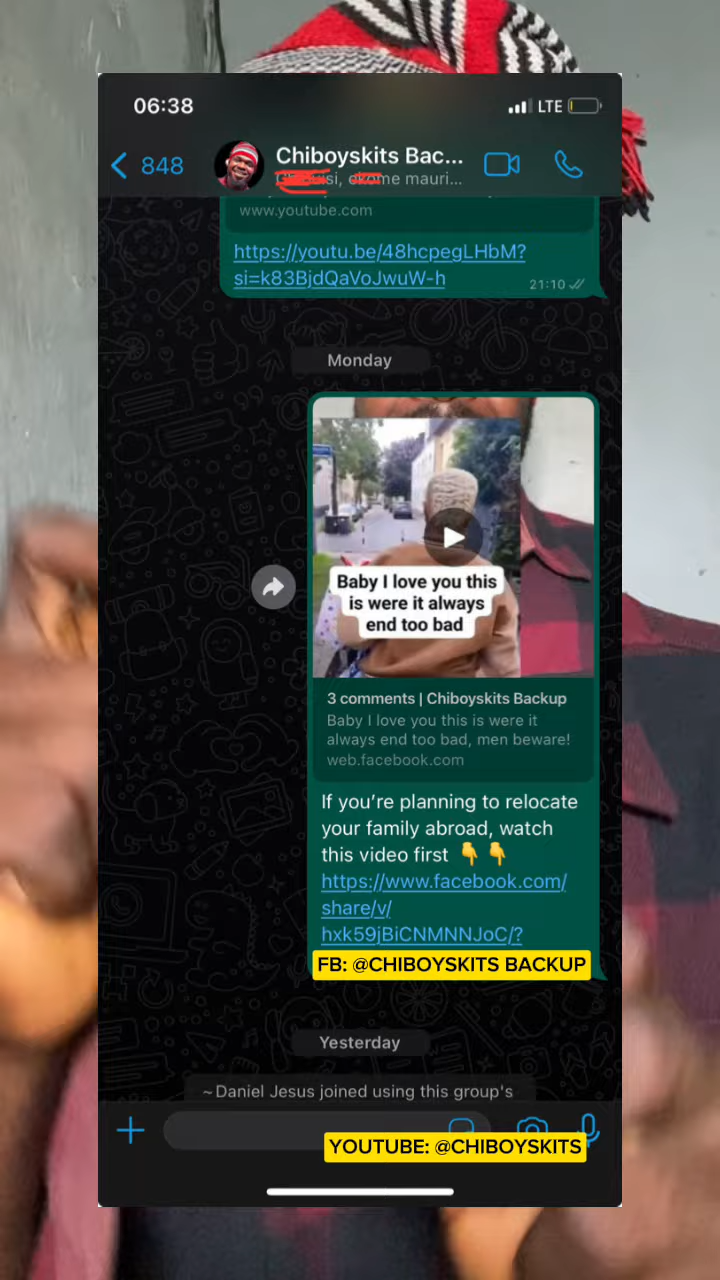 06:38
LTE
848
Chiboyskits Bac...
si, ekome mauri...
www.youtube.com
https://youtu.be/48hcpegLHbM?
si=k83BjdQaVoJwuW-h
21:10
Monday
Baby I love you this
is were it always
end too bad
3 comments | Chiboyskits Backup
Baby I love you this is were it
always end too bad, men beware!
web.facebook.com
If you’re planning to relocate
your family abroad, watch
this video first 👇👇
https://www.facebook.com/
share/v/
hxk59jBiCNMNNJoC/?
FB: @CHIBOYSKITS BACKUP
Yesterday
~Daniel Jesus joined using this group's
YOUTUBE: @CHIBOYSKITS